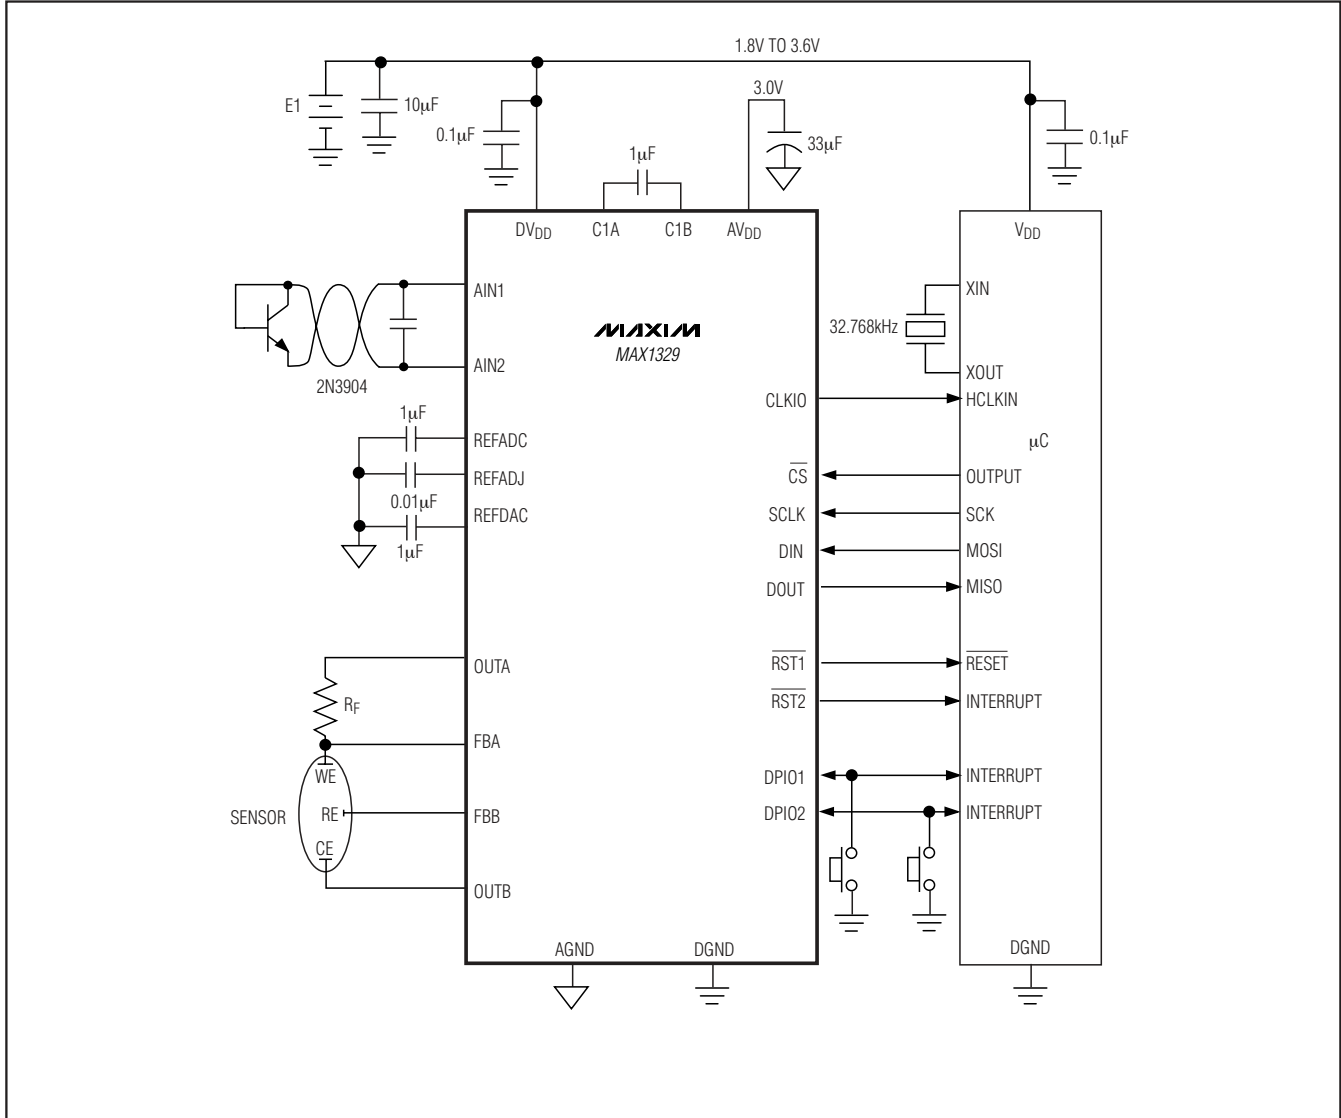 1.8V TO 3.6V
E1
10µF
0.1µF
3.0V
33µF
0.1µF
1µF
DVDD
C1A
C1B
AVDD
VDD
AIN1
XIN
MAXIM
MAX1329
32.768kHz
AIN2
XOUT
2N3904
CLKIO
HCLKIN
1µF
REFADC
µC
CS
OUTPUT
REFADJ
0.01µF
REFDAC
SCLK
SCK
1µF
DIN
MOSI
DOUT
MISO
OUTA
RST1
RESET
RF
RST2
INTERRUPT
FBA
WE
DPIO1
INTERRUPT
SENSOR
RE
FBB
DPIO2
INTERRUPT
CE
OUTB
AGND
DGND
DGND